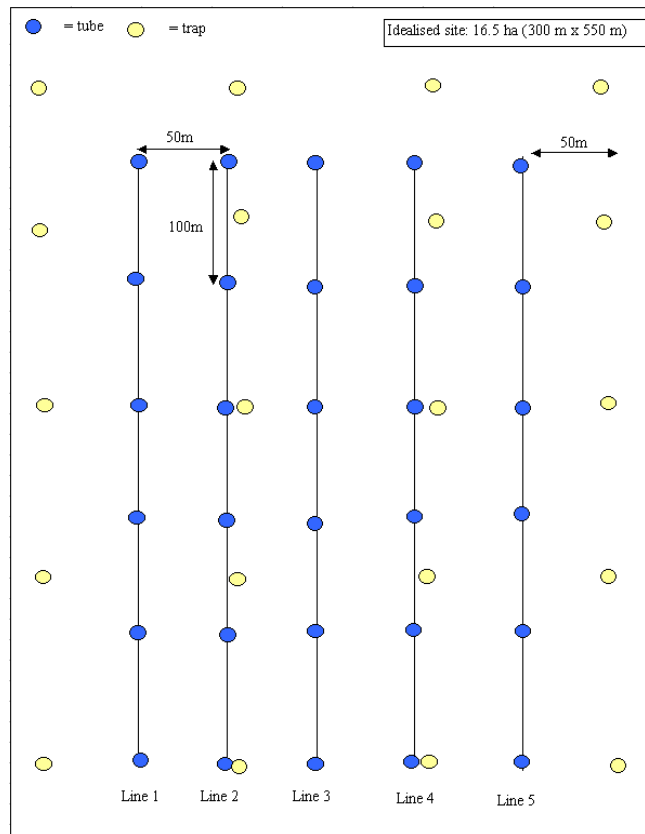 = tube = trap Idealised site: 16.5 ha (300 m x 550 m)
50m
50m
100m
Line 1 Line 2 Line 3 Line 4 Line 5